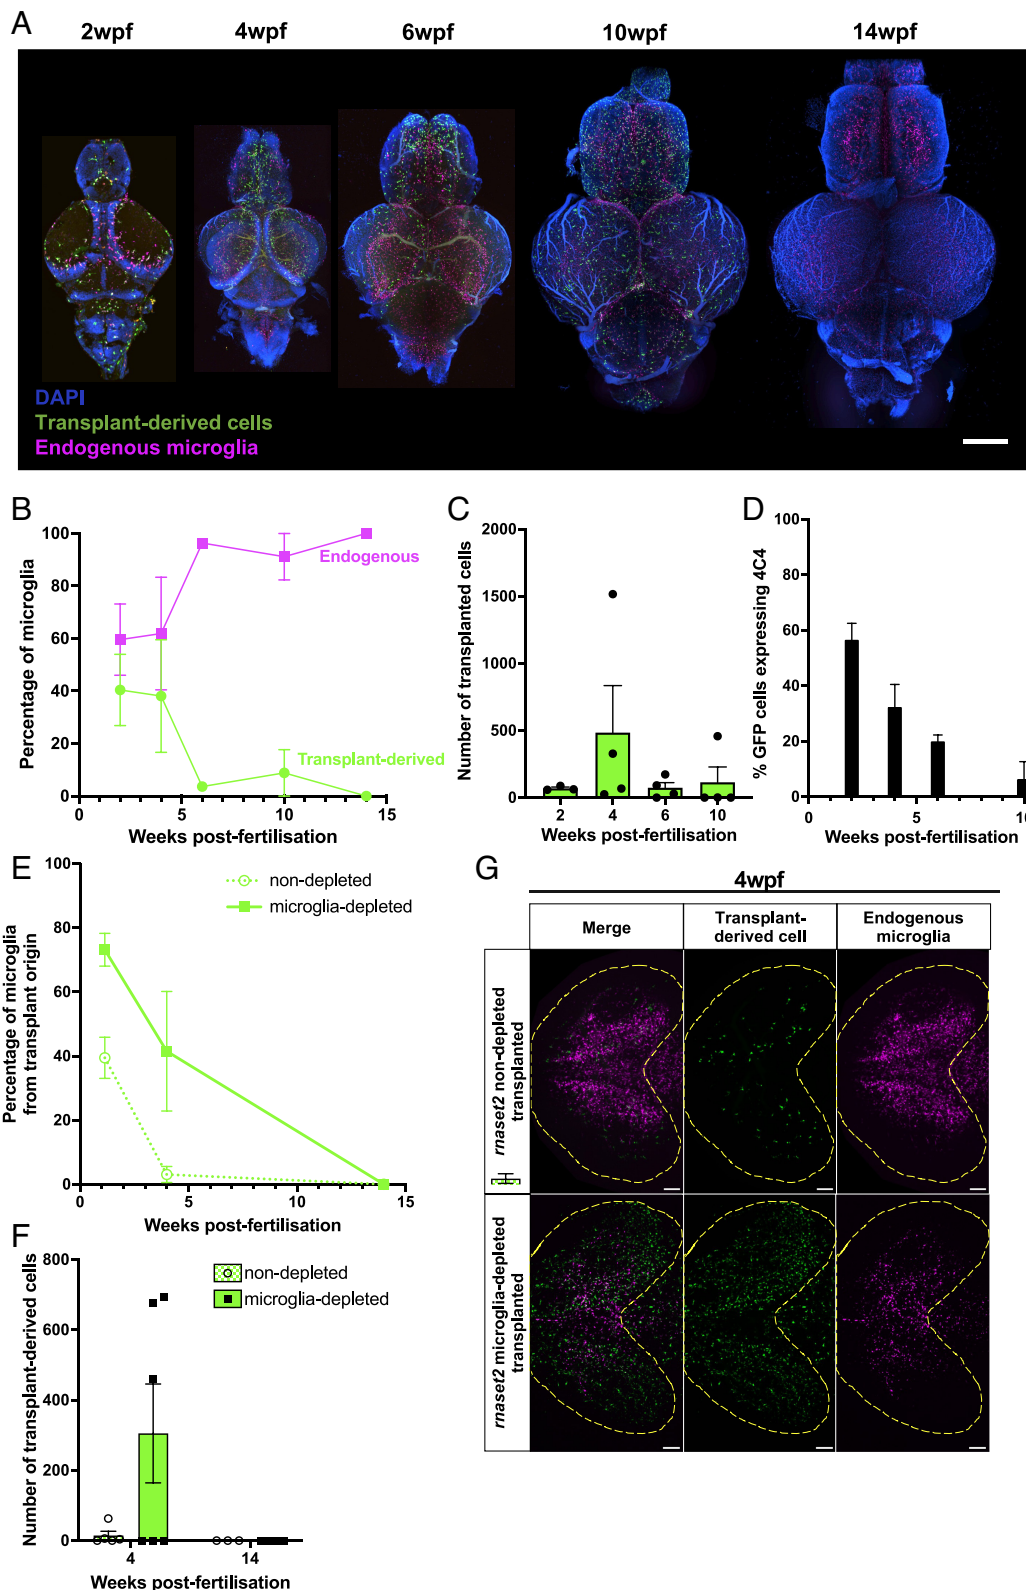 A
2wpf 4wpf 6wpf 10wpf 14wpf
DAPI
Transplant-derived cells
Endogenous microglia
B
Percentage of microglia
100
80
60
40
20
0
0 5 10 15
Endogenous
Transplant-derived
Weeks post-fertilisation
C
Number of transplanted cells
2000
1500
1000
500
0
2 4 6 10
Weeks post-fertilisation
D
% GFP cells expressing 4C4
100
80
60
40
20
0
0 5 10
Weeks post-fertilisation
E
Percentage of microglia
from transplant origin
100
80
60
40
20
0
0 5 10 15
non-depleted
microglia-depleted
Weeks post-fertilisation
F
Number of transplant-derived cells
800
600
400
200
0
4 14
non-depleted
microglia-depleted
Weeks post-fertilisation
G
4wpf
Merge
Transplant-
derived cell
Endogenous
microglia
rnaset2 non-depleted
transplanted
rnaset2 microglia-depleted
transplanted